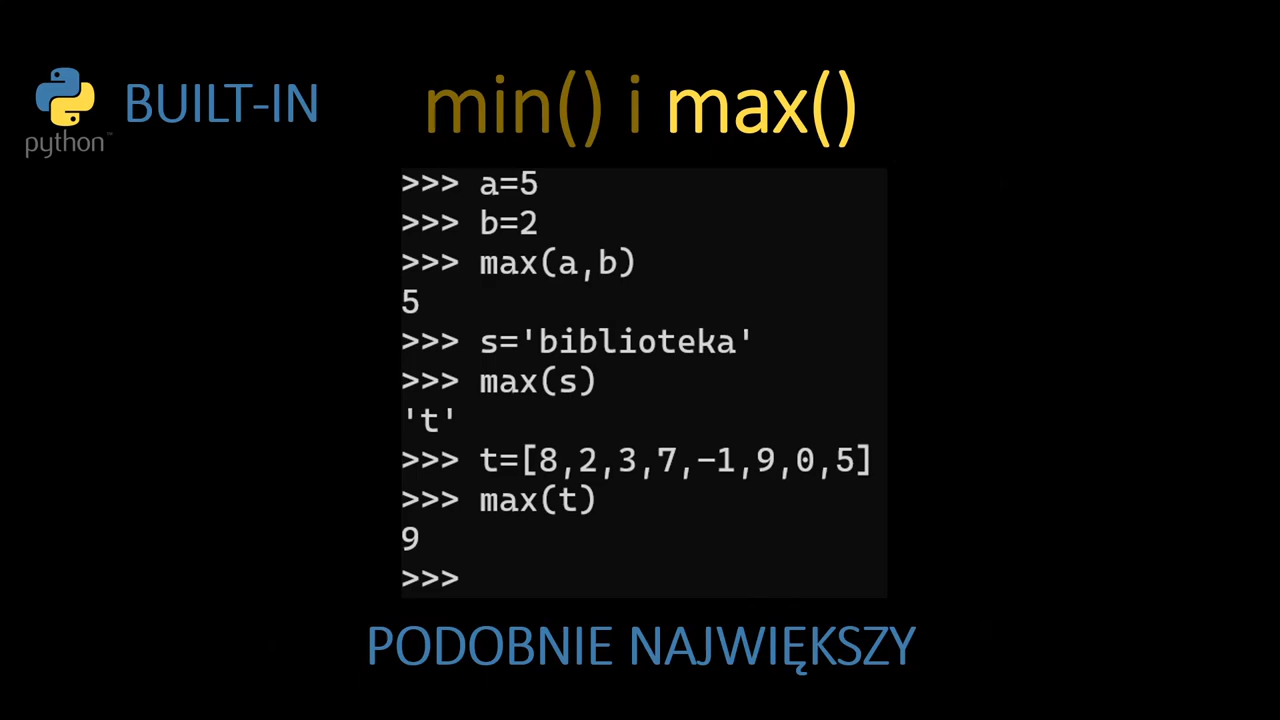 python™
BUILT-IN
min() i max()
>>> a=5
>>> b=2
>>> max(a,b)
5
>>> s='biblioteka'
>>> max(s)
't'
>>> t=[8,2,3,7,-1,9,0,5]
>>> max(t)
9
>>>
PODOBNIE NAJWIĘKSZY